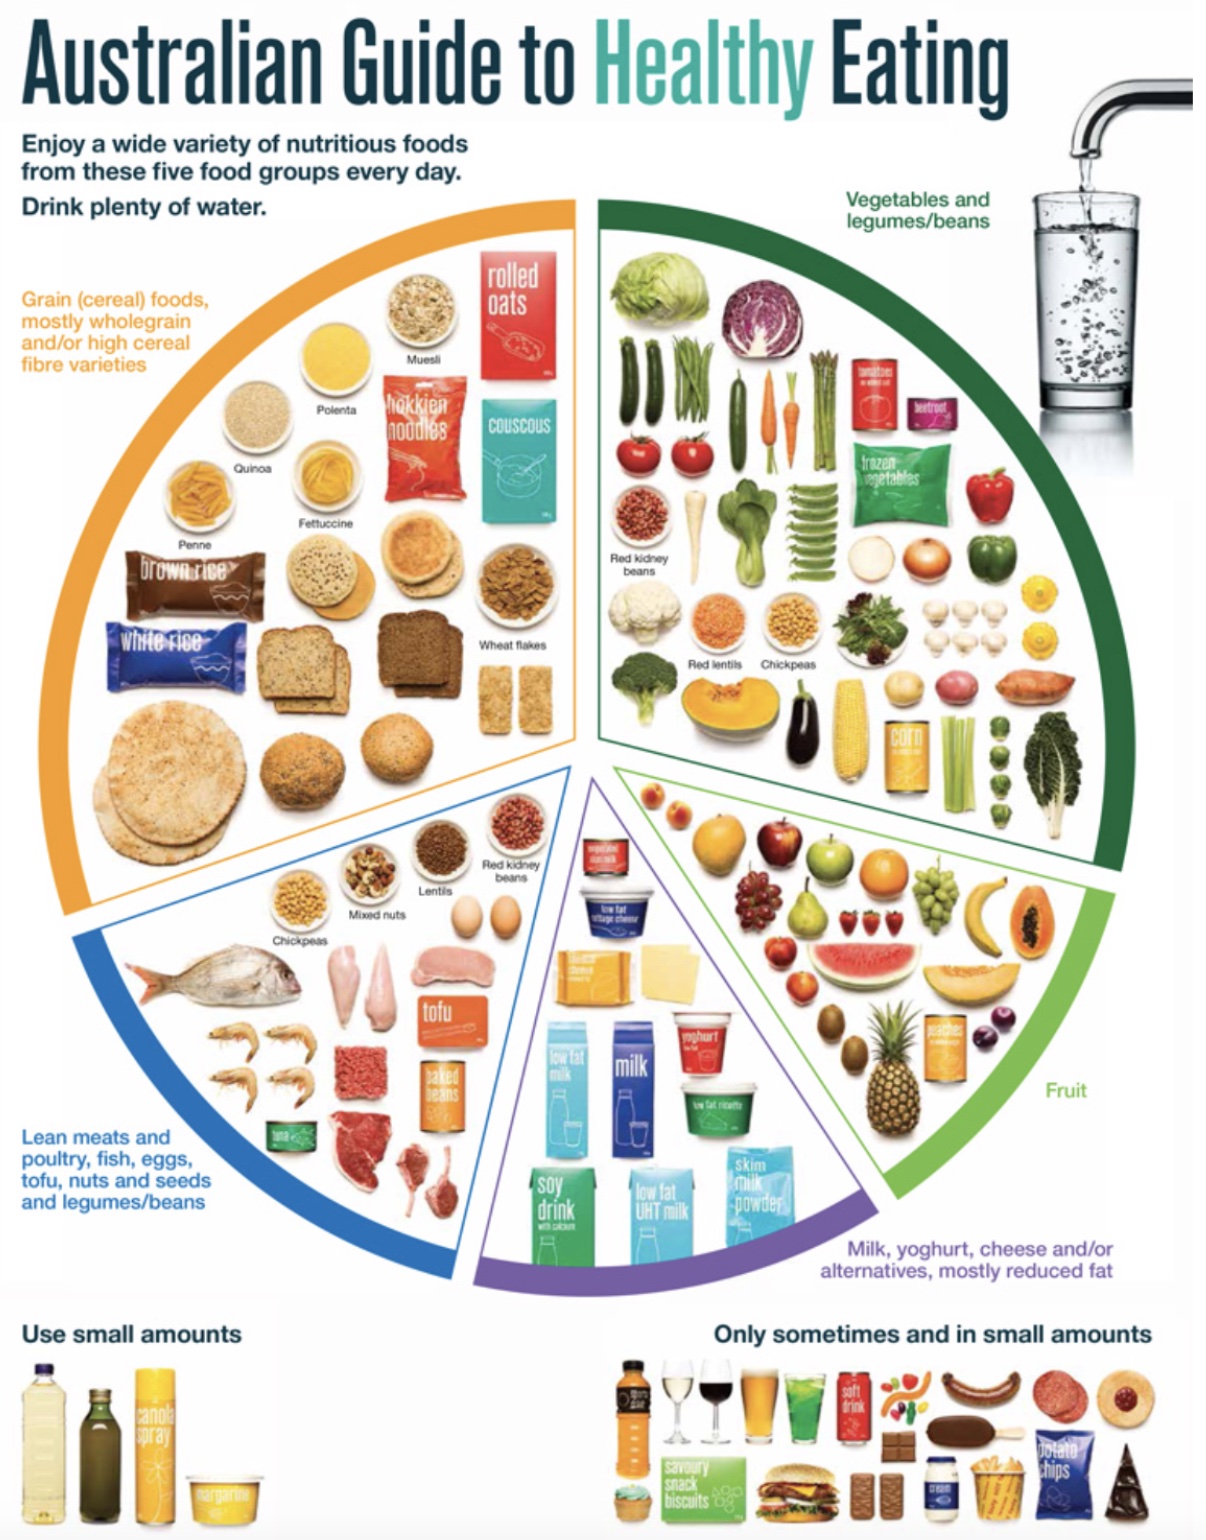 Australian Guide to Healthy Eating
Enjoy a wide variety of nutritious foods
from these five food groups every day.
Drink plenty of water.
Vegetables and
legumes/beans
Grain (cereal) foods,
mostly wholegrain
and/or high cereal
fibre varieties
rolled
oats
Muesli
Polenta
hokkien
noodles
couscous
Quinoa
Fettuccine
Penne
brown rice
white rice
Wheat flakes
tomatoes
beetroot
frozen
vegetables
Red kidney
beans
Red lentils
Chickpeas
corn
Red kidney
beans
Lentils
Mixed nuts
Chickpeas
tofu
baked
beans
tuna
Lean meats and
poultry, fish, eggs,
tofu, nuts and seeds
and legumes/beans
low fat
cottage cheese
cheese
low fat
milk
milk
yoghurt
low fat ricotta
soy
drink
with calcium
low fat
UHT milk
skim
milk
powder
peaches
Fruit
Milk, yoghurt, cheese and/or
alternatives, mostly reduced fat
Use small amounts
canola
spray
margarine
Only sometimes and in small amounts
soft
drink
savoury
snack
biscuits
cream
potato
chips